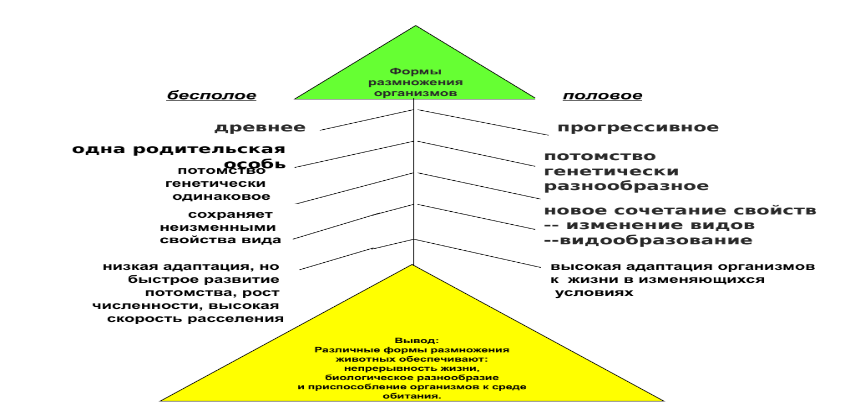 Формы
размножения
организмов
бесполое
древнее
одна родительская
особь
потомство
генетически
одинаковое
сохраняет
неизменными
свойства вида
низкая адаптация, но
быстрое развитие
потомства, рост
численности, высокая
скорость расселения
половое
прогрессивное
потомство
генетически
разнообразное
новое сочетание свойств
-- изменение видов
--видообразование
высокая адаптация организмов
к жизни в изменяющихся
условиях
Вывод:
Различные формы размножения
животных обеспечивают:
непрерывность жизни,
биологическое разнообразие
и приспособление организмов к среде
обитания.